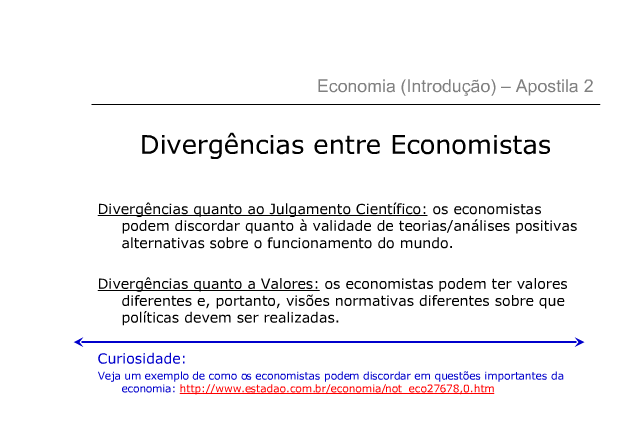 Economia (Introdução) – Apostila 2
Divergências entre Economistas
Divergências quanto ao Julgamento Científico: os economistas
podem discordar quanto à validade de teorias/análises positivas
alternativas sobre o funcionamento do mundo.
Divergências quanto a Valores: os economistas podem ter valores
diferentes e, portanto, visões normativas diferentes sobre que
políticas devem ser realizadas.
Curiosidade:
Veja um exemplo de como os economistas podem discordar em questões importantes da
economia: http://www.estadao.com.br/economia/not_eco27678,0.htm